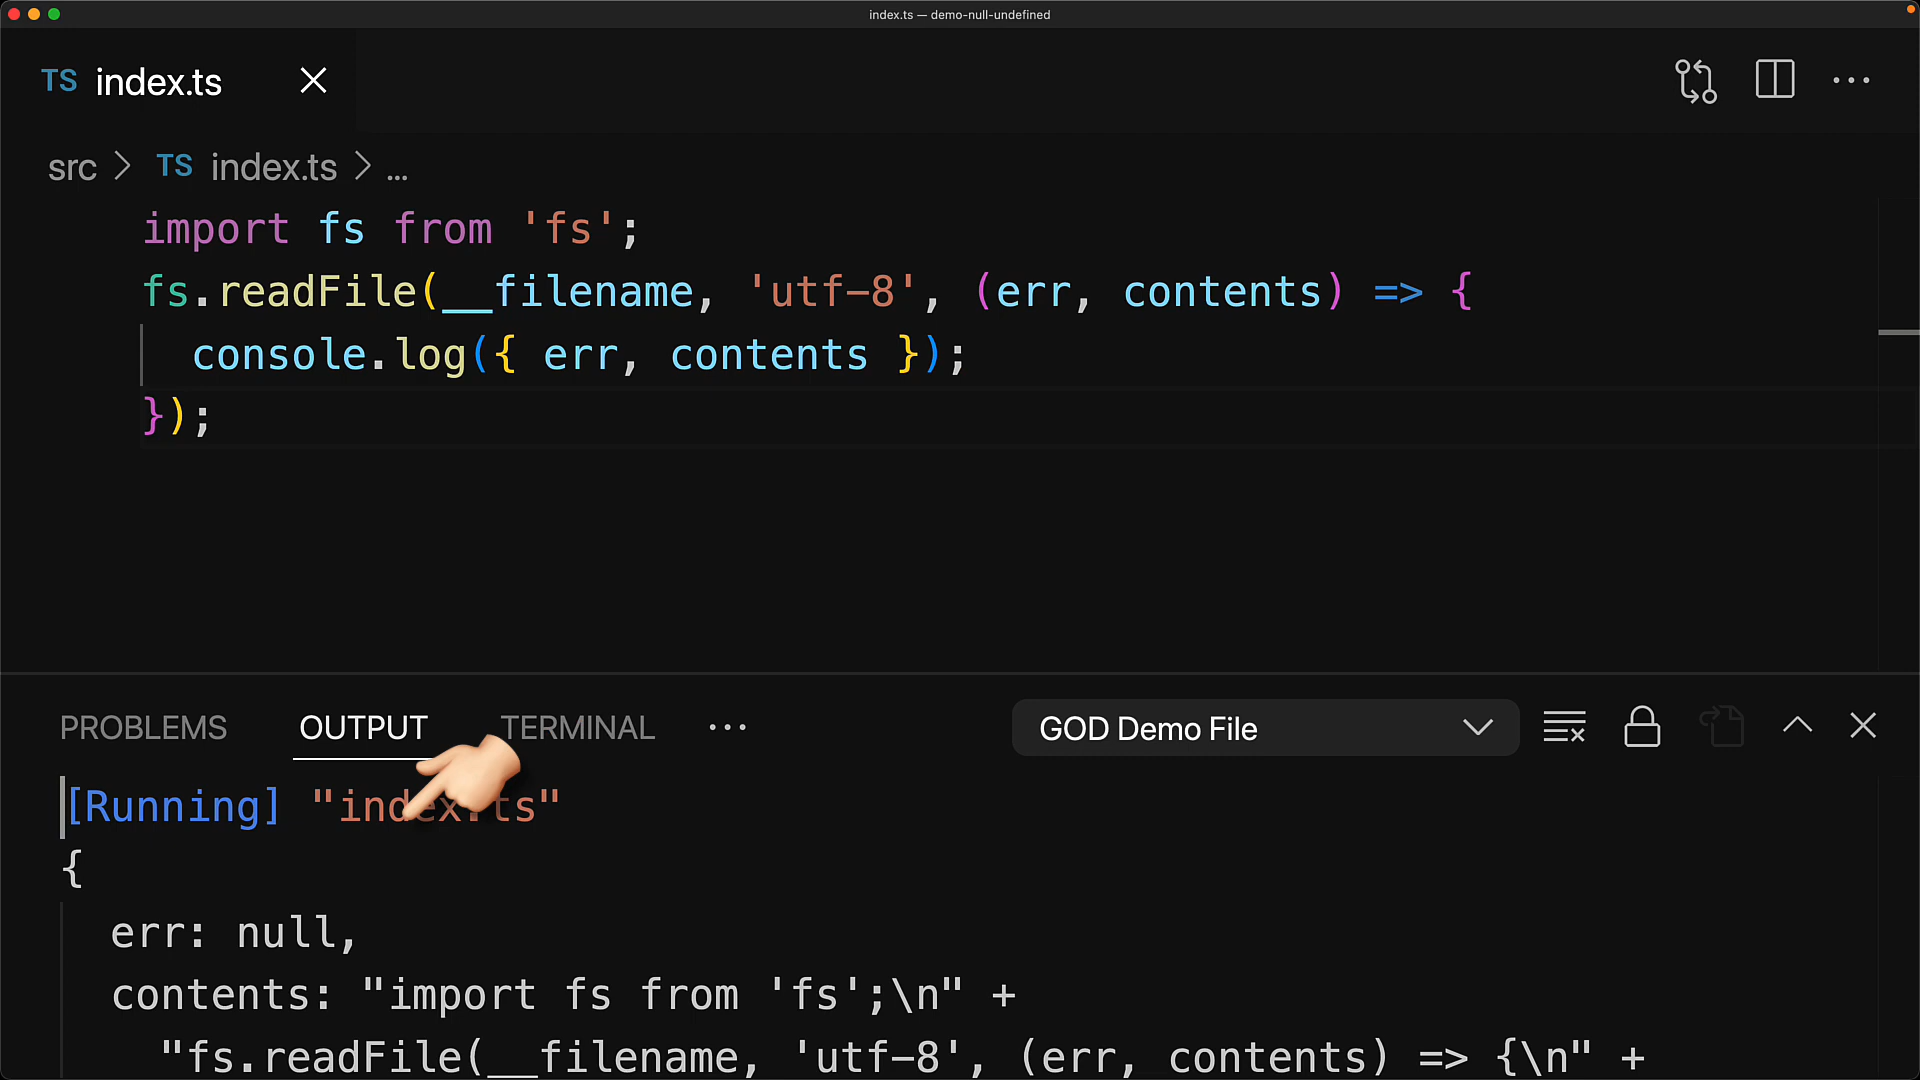 index.ts — demo-null-undefined
TS index.ts
src > TS index.ts > ...
import fs from 'fs';
fs.readFile(__filename, 'utf-8', (err, contents) => {
  console.log({ err, contents });
});
PROBLEMS OUTPUT TERMINAL ··· GOD Demo File
[Running] "index.ts"
{
  err: null,
  contents: "import fs from 'fs';\n" +
    "fs.readFile(__filename, 'utf-8', (err, contents) => {\n" +